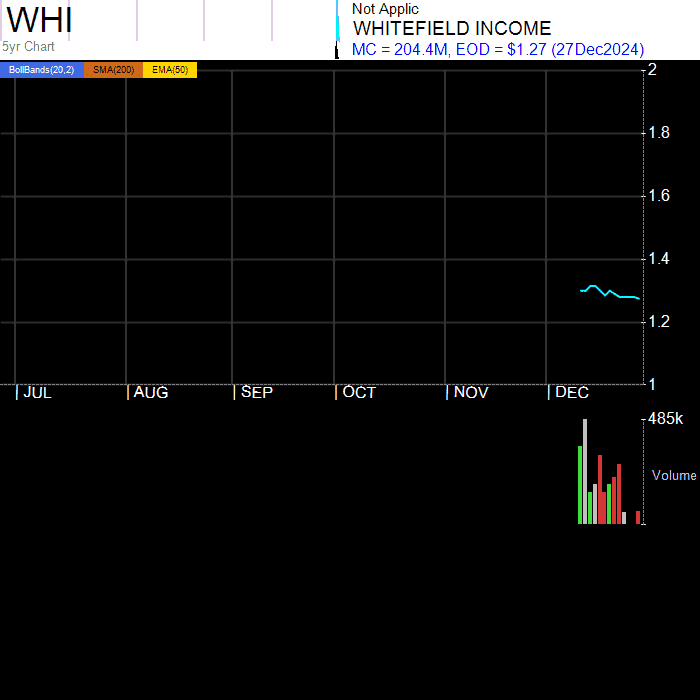 WHI
5yr Chart
Not Applic
WHITEFIELD INCOME
MC = 204.4M, EOD = $1.27 (27Dec2024)
BollBands(20,2) SMA(200) EMA(50)
2
1.8
1.6
1.4
1.2
1
| JUL | AUG | SEP | OCT | NOV | DEC
485k
Volume